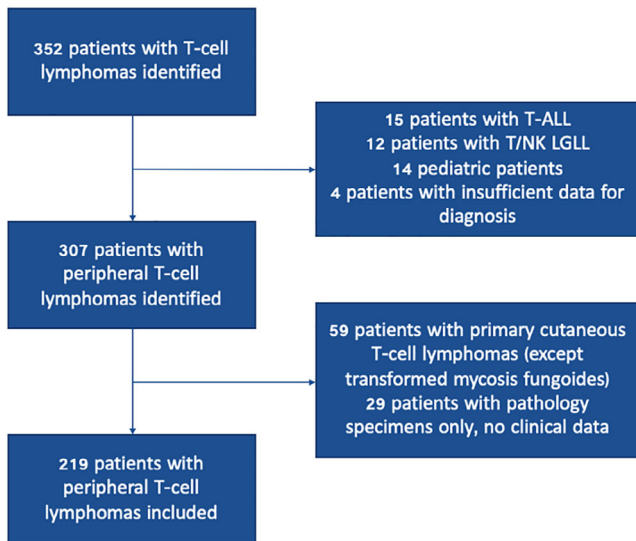 352 patients with T-cell
lymphomas identified
15 patients with T-ALL
12 patients with T/NK LGLL
14 pediatric patients
4 patients with insufficient data for
diagnosis
307 patients with
peripheral T-cell
lymphomas identified
59 patients with primary cutaneous
T-cell lymphomas (except
transformed mycosis fungoides)
29 patients with pathology
specimens only, no clinical data
219 patients with
peripheral T-cell
lymphomas included